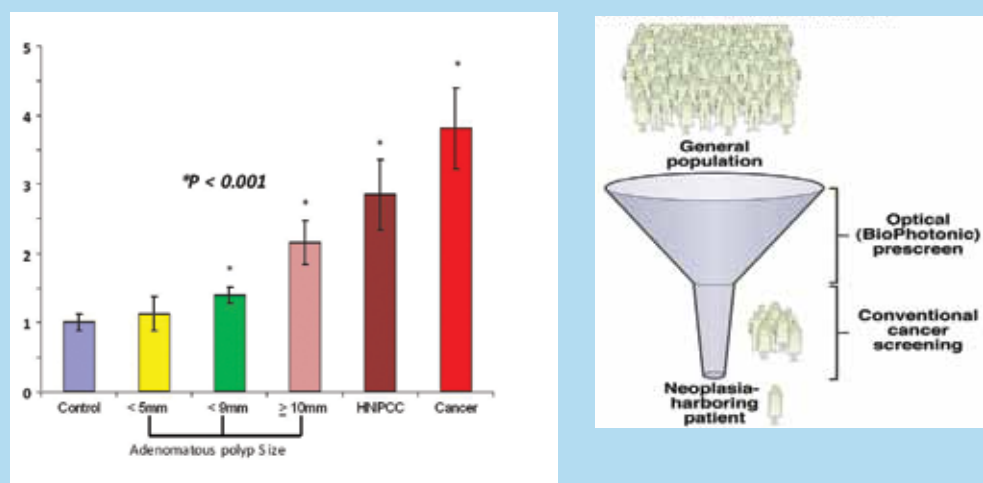 5
4
3
2
1
0
*
*
*
*
*P < 0.001
Control
< 5mm
< 9mm
≥ 10mm
HNPCC
Cancer
Adenomatous polyp Size
General
population
Optical
(BioPhotonic)
prescreen
Conventional
cancer
screening
Neoplasia-
harboring
patient